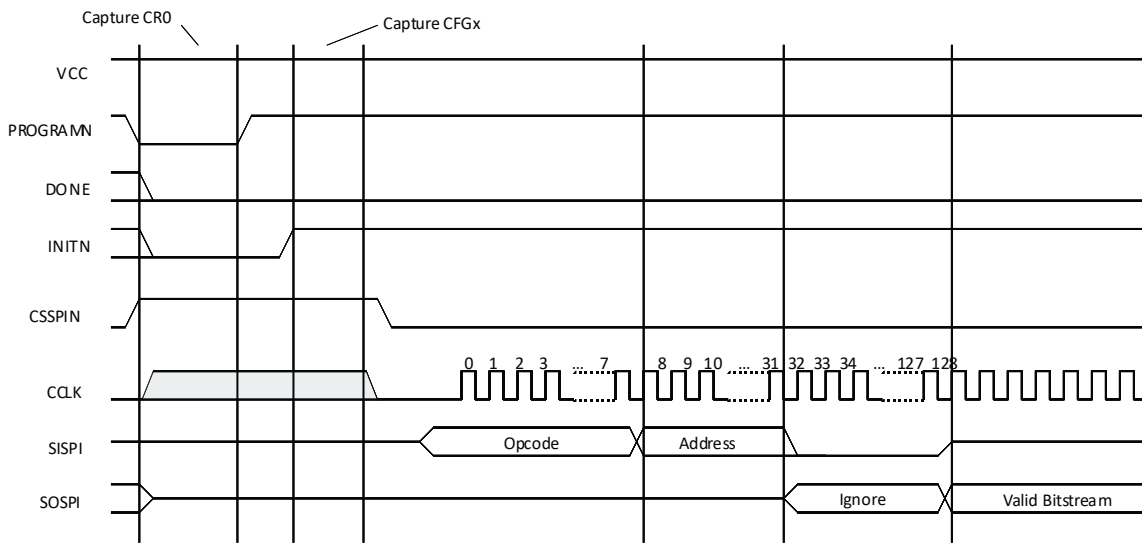 Capture CR0
Capture CFGx
VCC
PROGRAMN
DONE
INITN
CSSPIN
CCLK
0 1 2 3 ... 7 8 9 10 ... 31 32 33 34 ... 127 128
SISPI
Opcode
Address
SOSPI
Ignore
Valid Bitstream